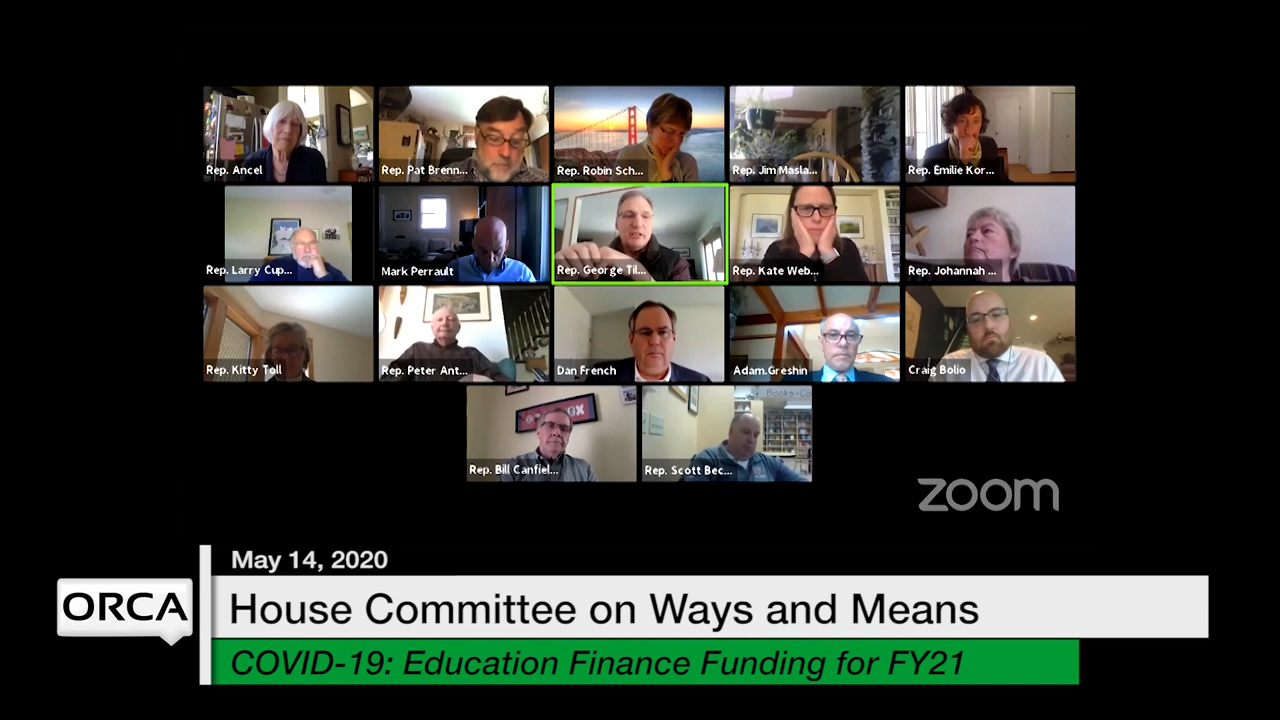 Rep. Ancel
Rep. Pat Brenn...
Rep. Robin Sch...
Rep. Jim Masla...
Rep. Emilie Kor...
Rep. Larry Cup...
Mark Perrault
Rep. George Til...
Rep. Kate Web...
Rep. Johannah ...
Rep. Kitty Toll
Rep. Peter Ant...
Dan French
Adam.Greshin
Craig Bolio
Rep. Bill Canfiel...
Rep. Scott Bec...
zoom
May 14, 2020
ORCA
House Committee on Ways and Means
COVID-19: Education Finance Funding for FY21